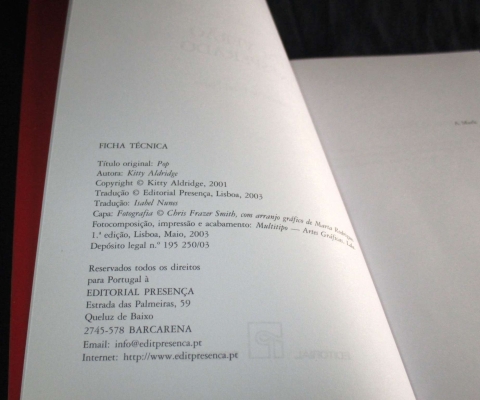 FICHA TÉCNICA
Título original: Pop
Autora: Kitty Aldridge
Copyright © Kitty Aldridge, 2001
Tradução © Editorial Presença, Lisboa, 2003
Tradução: Isabel Nunes
Capa: Fotografia © Chris Frazer Smith, com arranjo gráfico de
Fotocomposição, impressão e acabamento: Multitipo — Artes Gráficas, Lda.
1.ª edição, Lisboa, Maio, 2003
Depósito legal n.º 195 250/03
Reservados todos os direitos
para Portugal à
EDITORIAL PRESENÇA
Estrada das Palmeiras, 59
Queluz de Baixo
2745-578 BARCARENA
Email: info@editpresenca.pt
Internet: http://www.editpresenca.pt